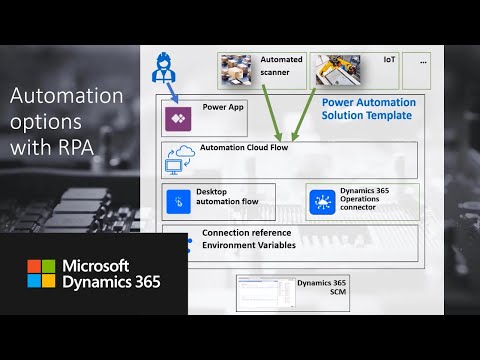 Automation
options
with RPA
Microsoft
Dynamics 365
Automated
scanner
IoT
...
Power App
Power Automation
Solution Template
Automation Cloud Flow
Desktop
automation flow
Dynamics 365
Operations
connector
Connection reference
Environment Variables
Dynamics 365
SCM